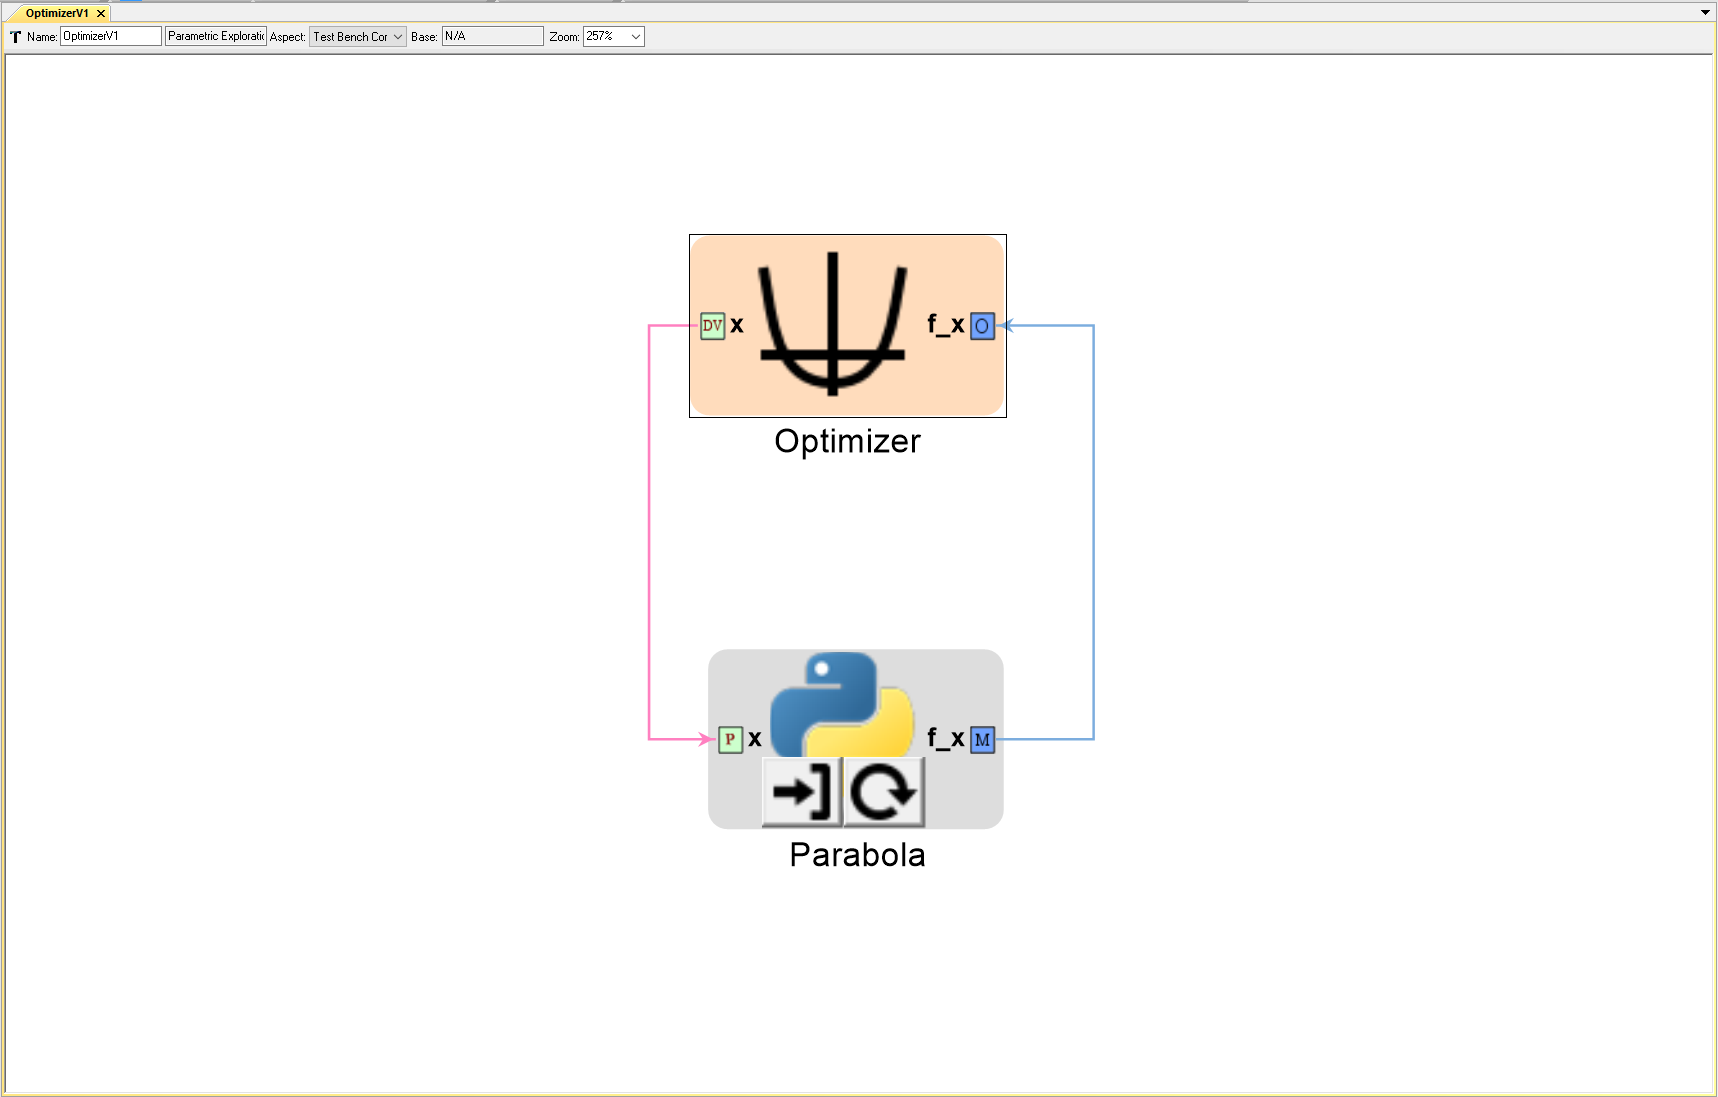 OptimizerV1
Name: OptimizerV1 Parametric Exploratic Aspect: Test Bench Cor Base: N/A Zoom: 257%
DV x f_x O
Optimizer
P x f_x M
Parabola